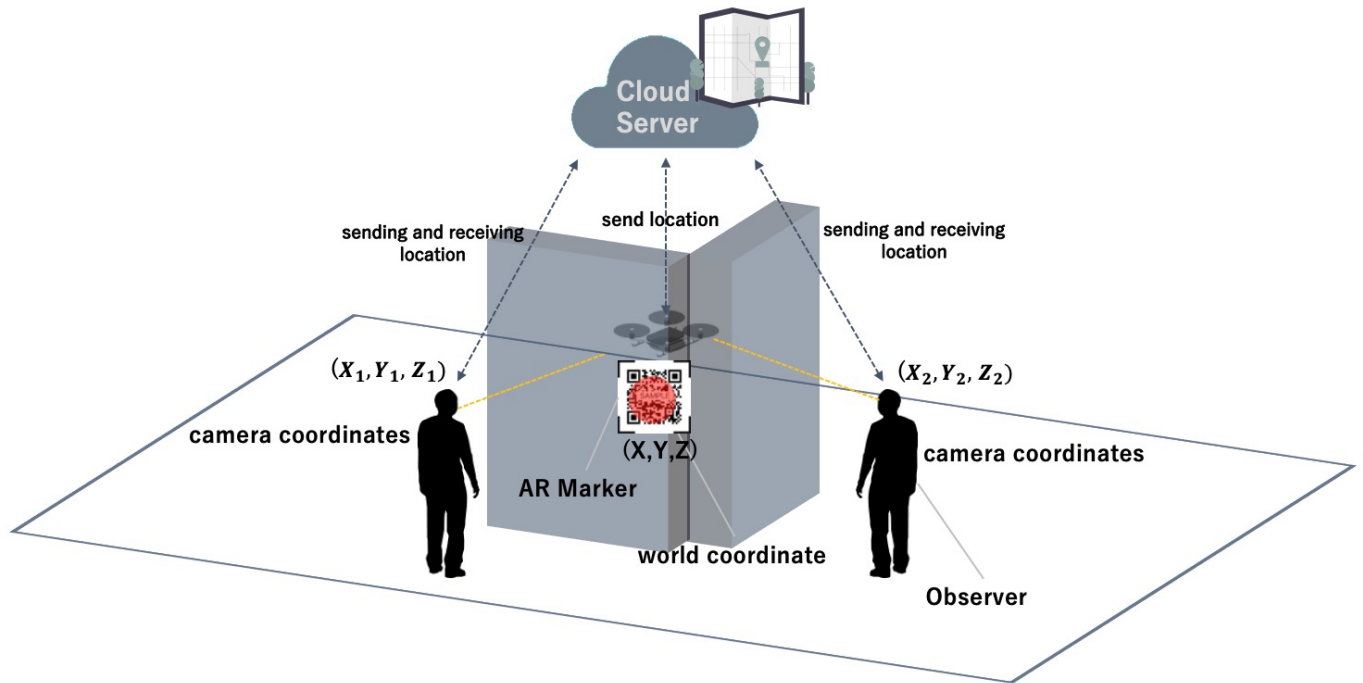 Cloud
Server
send location
sending and receiving
location
sending and receiving
location
(X₁, Y₁, Z₁)
(X₂, Y₂, Z₂)
camera coordinates
SAMPLE
(X,Y,Z)
camera coordinates
AR Marker
world coordinate
Observer